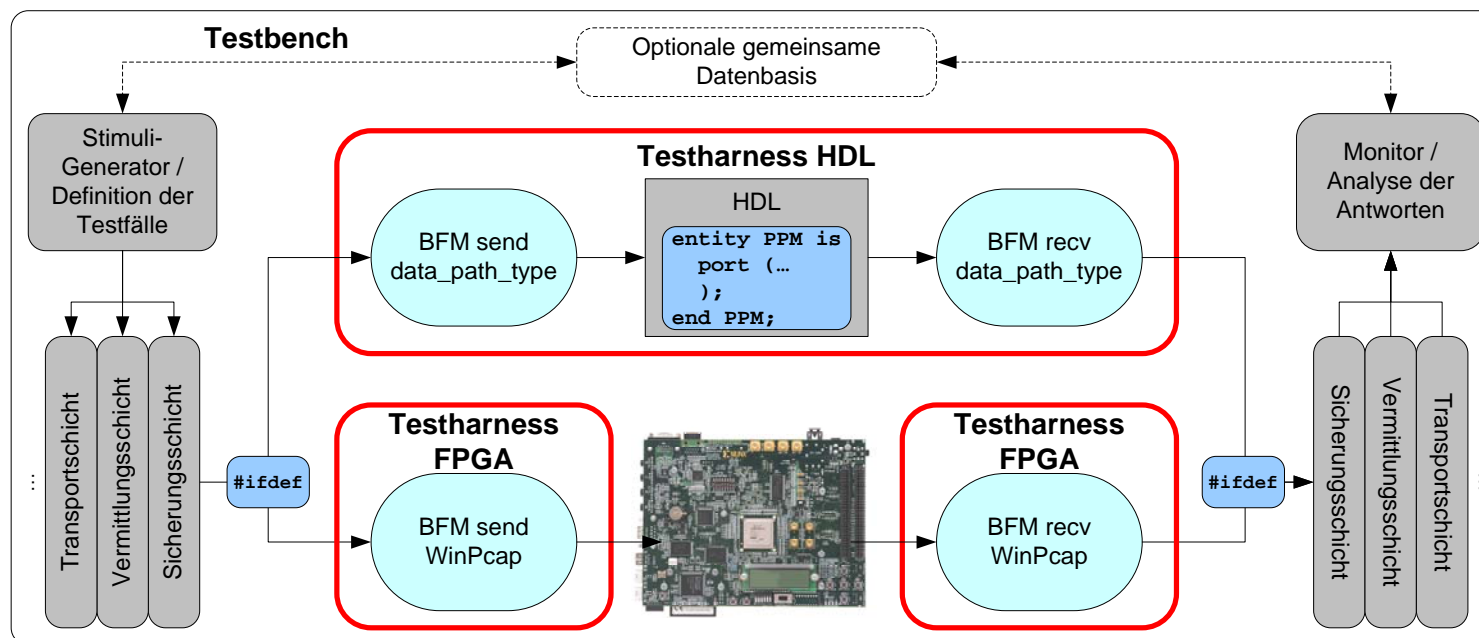 Testbench
Optionale gemeinsame
Datenbasis
Stimuli-
Generator /
Definition der
Testfälle
Testharness HDL
Monitor /
Analyse der
Antworten
BFM send
data_path_type
HDL
entity PPM is
port (…
);
end PPM;
BFM recv
data_path_type
…
Transportschicht
Vermittlungsschicht
Sicherungsschicht
#ifdef
Testharness
FPGA
BFM send
WinPcap
Testharness
FPGA
BFM recv
WinPcap
#ifdef
Sicherungsschicht
Vermittlungsschicht
Transportschicht
…